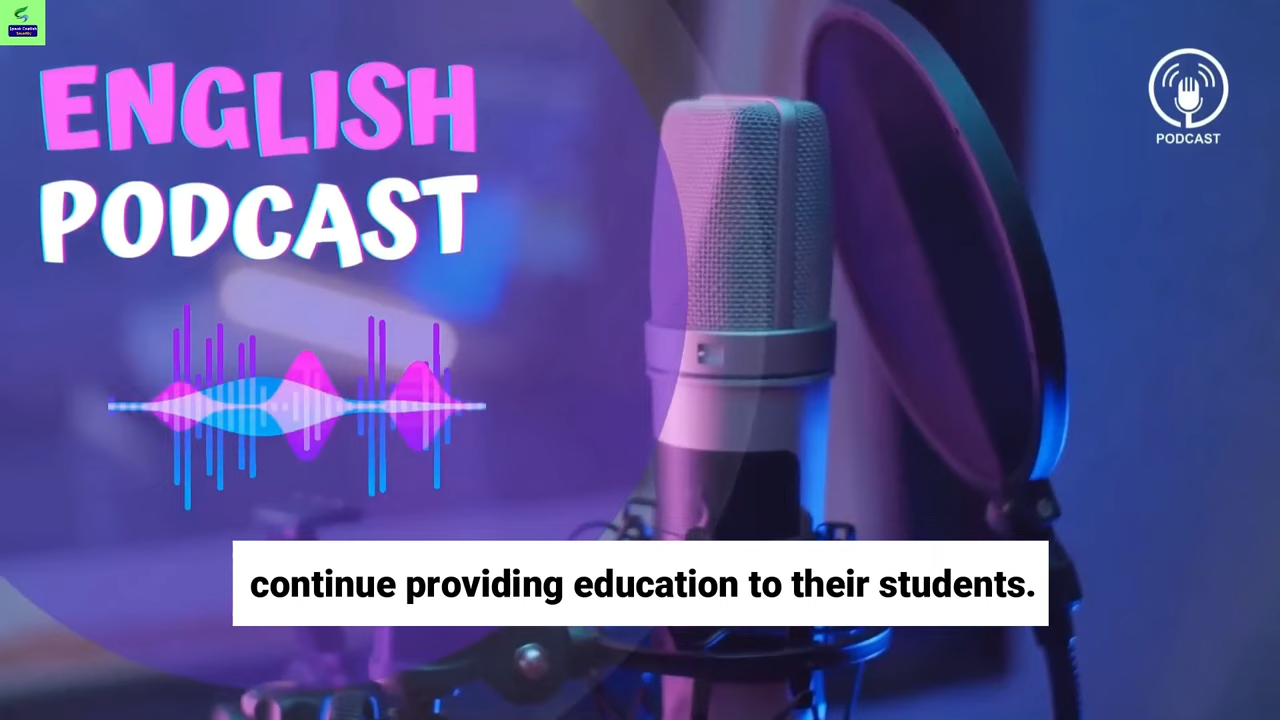 ENGLISH
PODCAST
PODCAST
continue providing education to their students.